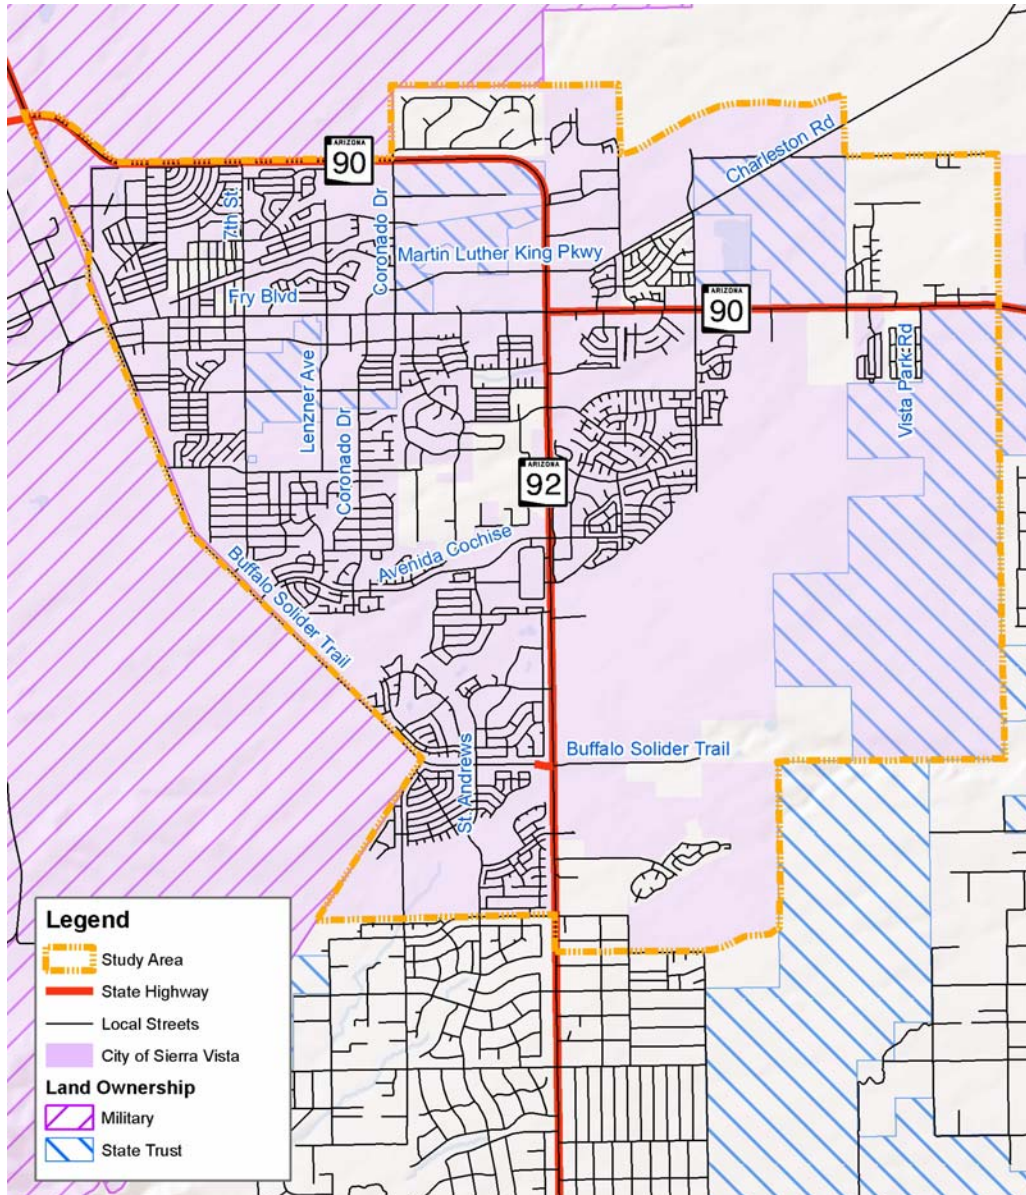 Charleston Rd
ARIZONA
90
7th St.
Coronado Dr
Martin Luther King Pkwy
Fry Blvd
ARIZONA
90
Vista Park Rd
Lenzner Ave
Coronado Dr
ARIZONA
92
Avenida Cochise
Buffalo Solider Trail
St. Andrews
Buffalo Solider Trail
Legend
Study Area
State Highway
Local Streets
City of Sierra Vista
Land Ownership
Military
State Trust